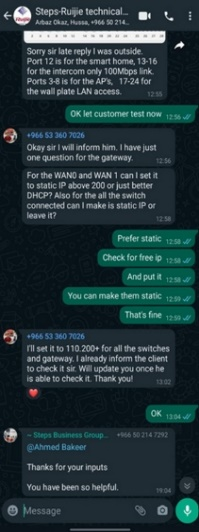 Steps-Ruijie technical...
Arbaz Okaz, Hussa, +966 50 214...
Sorry sir late reply I was outside.
Port 12 is for the smart home, 13-16
for the intercom only 100Mbps link.
Ports 3-8 is for the AP's, 17-24 for
the wall plate LAN access.
12:55
OK let customer test now 12:56
+966 53 360 7026
Okay sir I will inform him. I have just
one question for the gateway.
12:56
For the WAN0 and WAN 1 can I set it
to static IP above 200 or just better
DHCP? Also for the all the switch
connected can I make is static IP or
leave it?
12:58
Prefer static 12:58
Check for free ip 12:58
And put it 12:58
You can make them static 12:59
That's fine 12:59
+966 53 360 7026
I'll set it to 110.200+ for all the switches
and gateway. I already inform the client
to check it sir. Will update you once he
is able to check it. Thank you!
13:02
OK 13:04
~ Steps Business Group... +966 50 214 7292
@Ahmed Bakeer
Thanks for your inputs
You have been so helpful.
19:04
Message